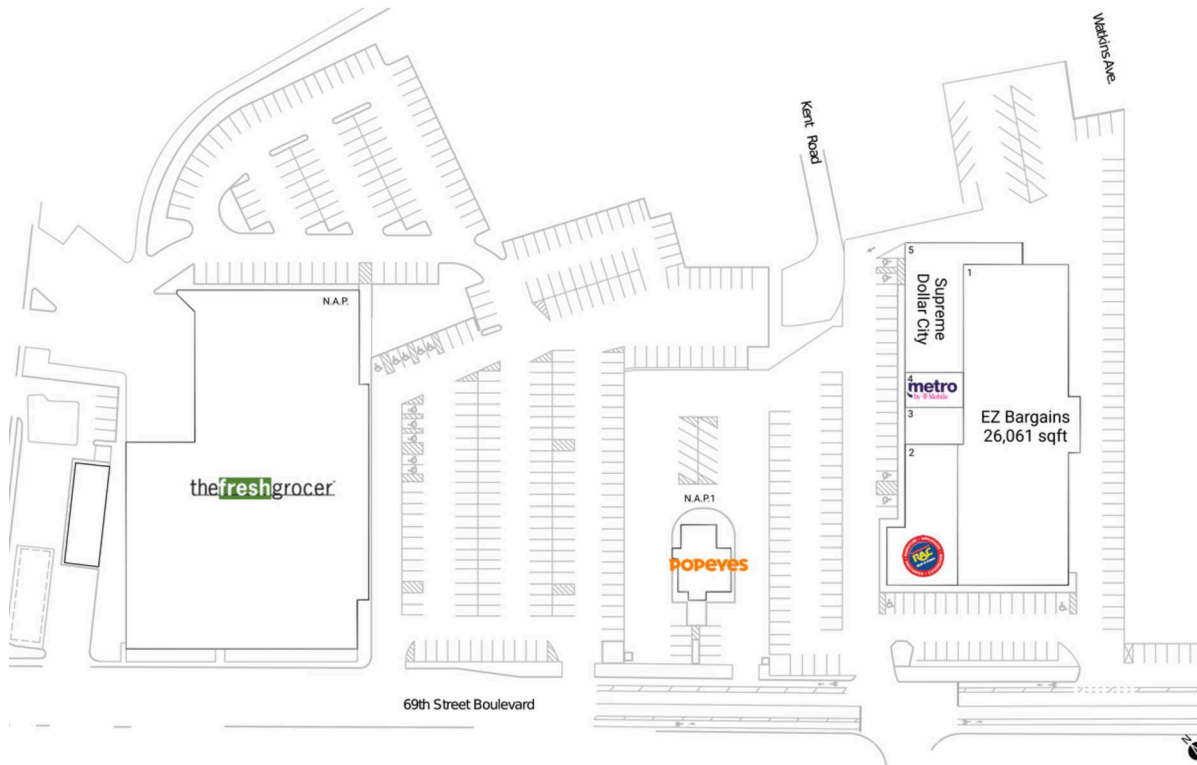 Watkins Ave.
Kent Road
N.A.P.
thefreshgrocer
5
Supreme
Dollar City
1
4
metro
by T Mobile
3
EZ Bargains
26,061 sqft
2
N.A.P.1
POPEYES
RAC
69th Street Boulevard
N